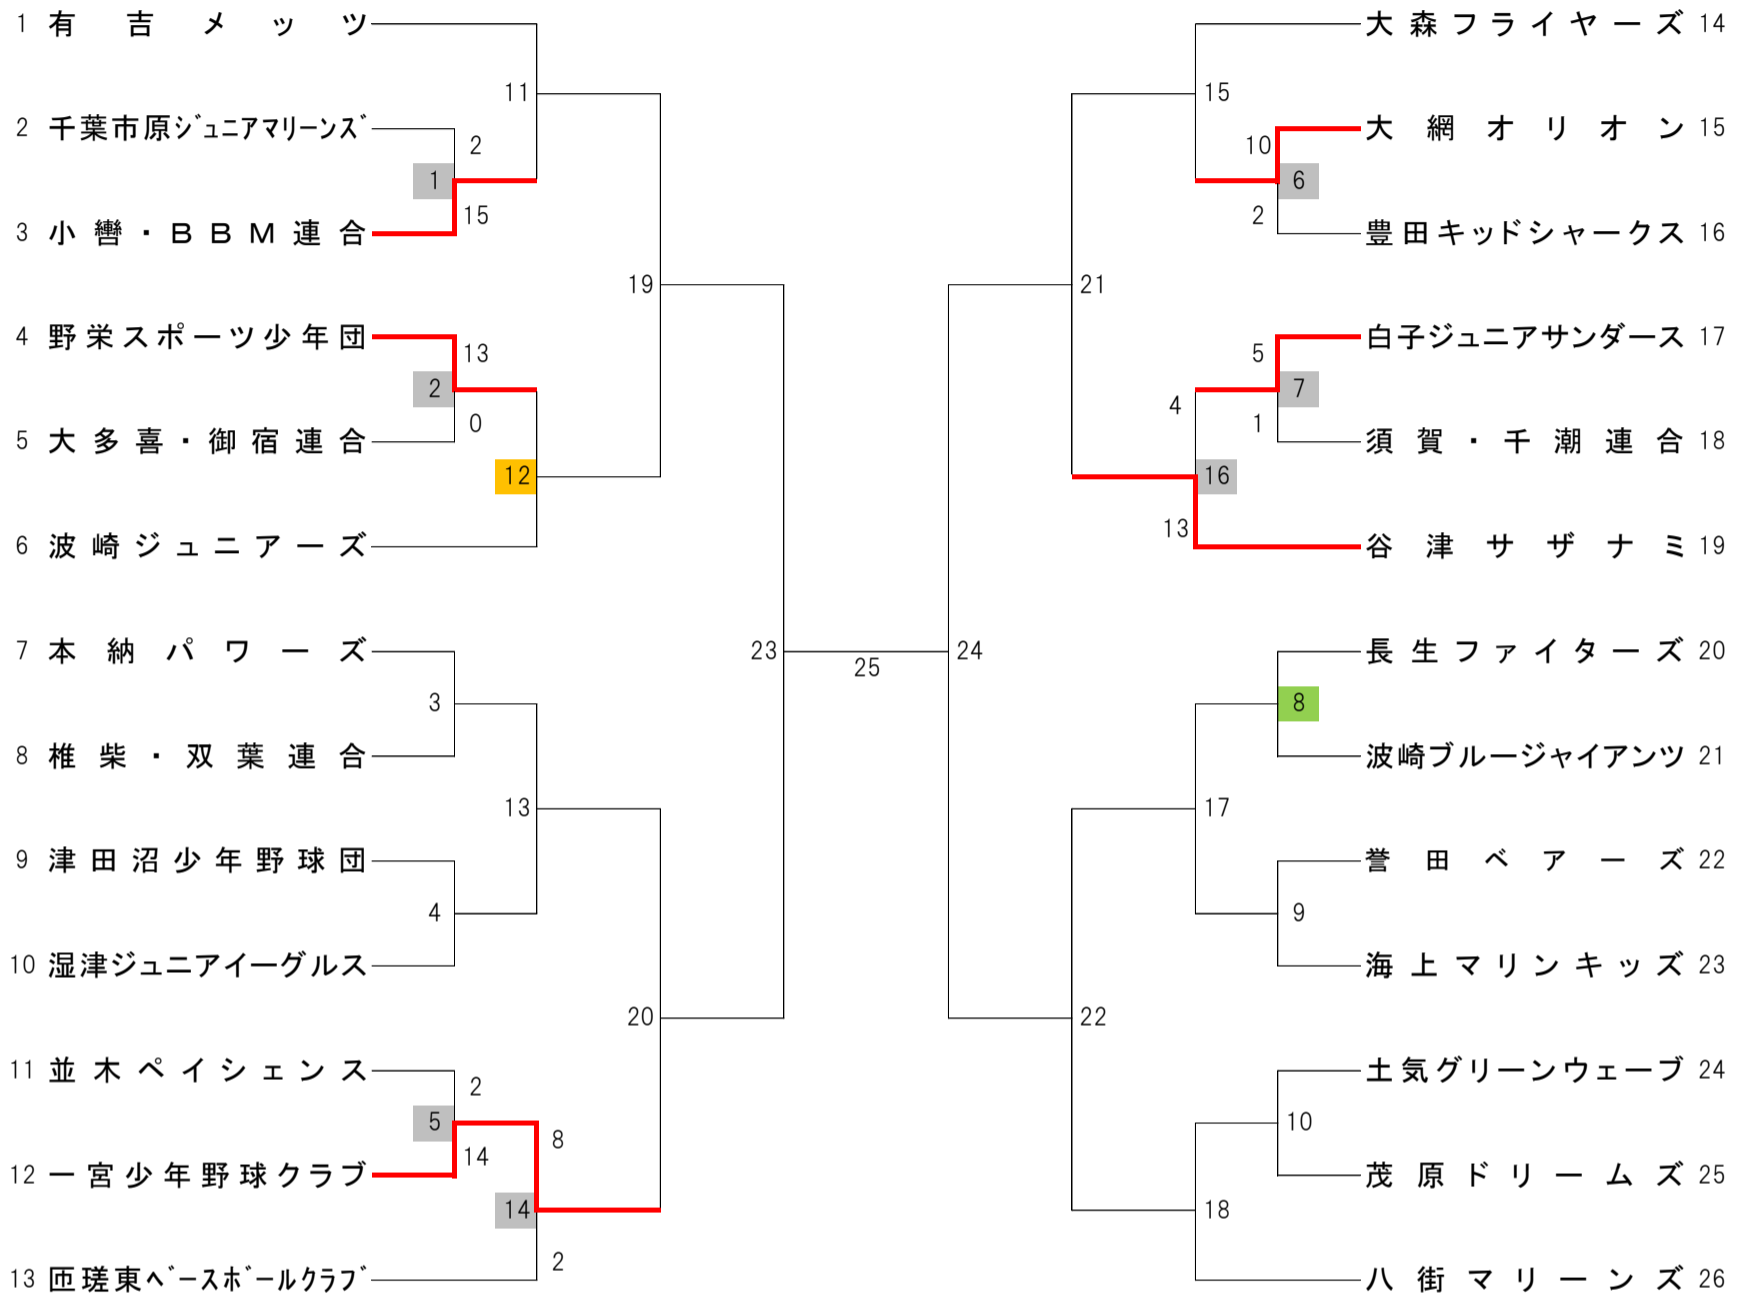 1 有吉メッツ
11
2 千葉市原ジュニアマリーンズ
2
1
15
3 小轡・BBM連合
19
4 野栄スポーツ少年団
13
2
0
5 大多喜・御宿連合
12
6 波崎ジュニアーズ
7 本納パワーズ
3
8 椎柴・双葉連合
13
9 津田沼少年野球団
4
10 湿津ジュニアイーグルス
20
11 並木ペイシェンス
2
5
8
14
12 一宮少年野球クラブ
14
2
13 匝瑳東ベースボールクラブ
23
25
24
大森フライヤーズ 14
15
大網オリオン 15
10
6
2
豊田キッドシャークス 16
21
白子ジュニアサンダース 17
5
7
4
1
須賀・千潮連合 18
16
13
谷津サザナミ 19
長生ファイターズ 20
8
波崎ブルージャイアンツ 21
17
誉田ベアーズ 22
9
海上マリンキッズ 23
22
土気グリーンウェーブ 24
10
茂原ドリームズ 25
18
八街マリーンズ 26